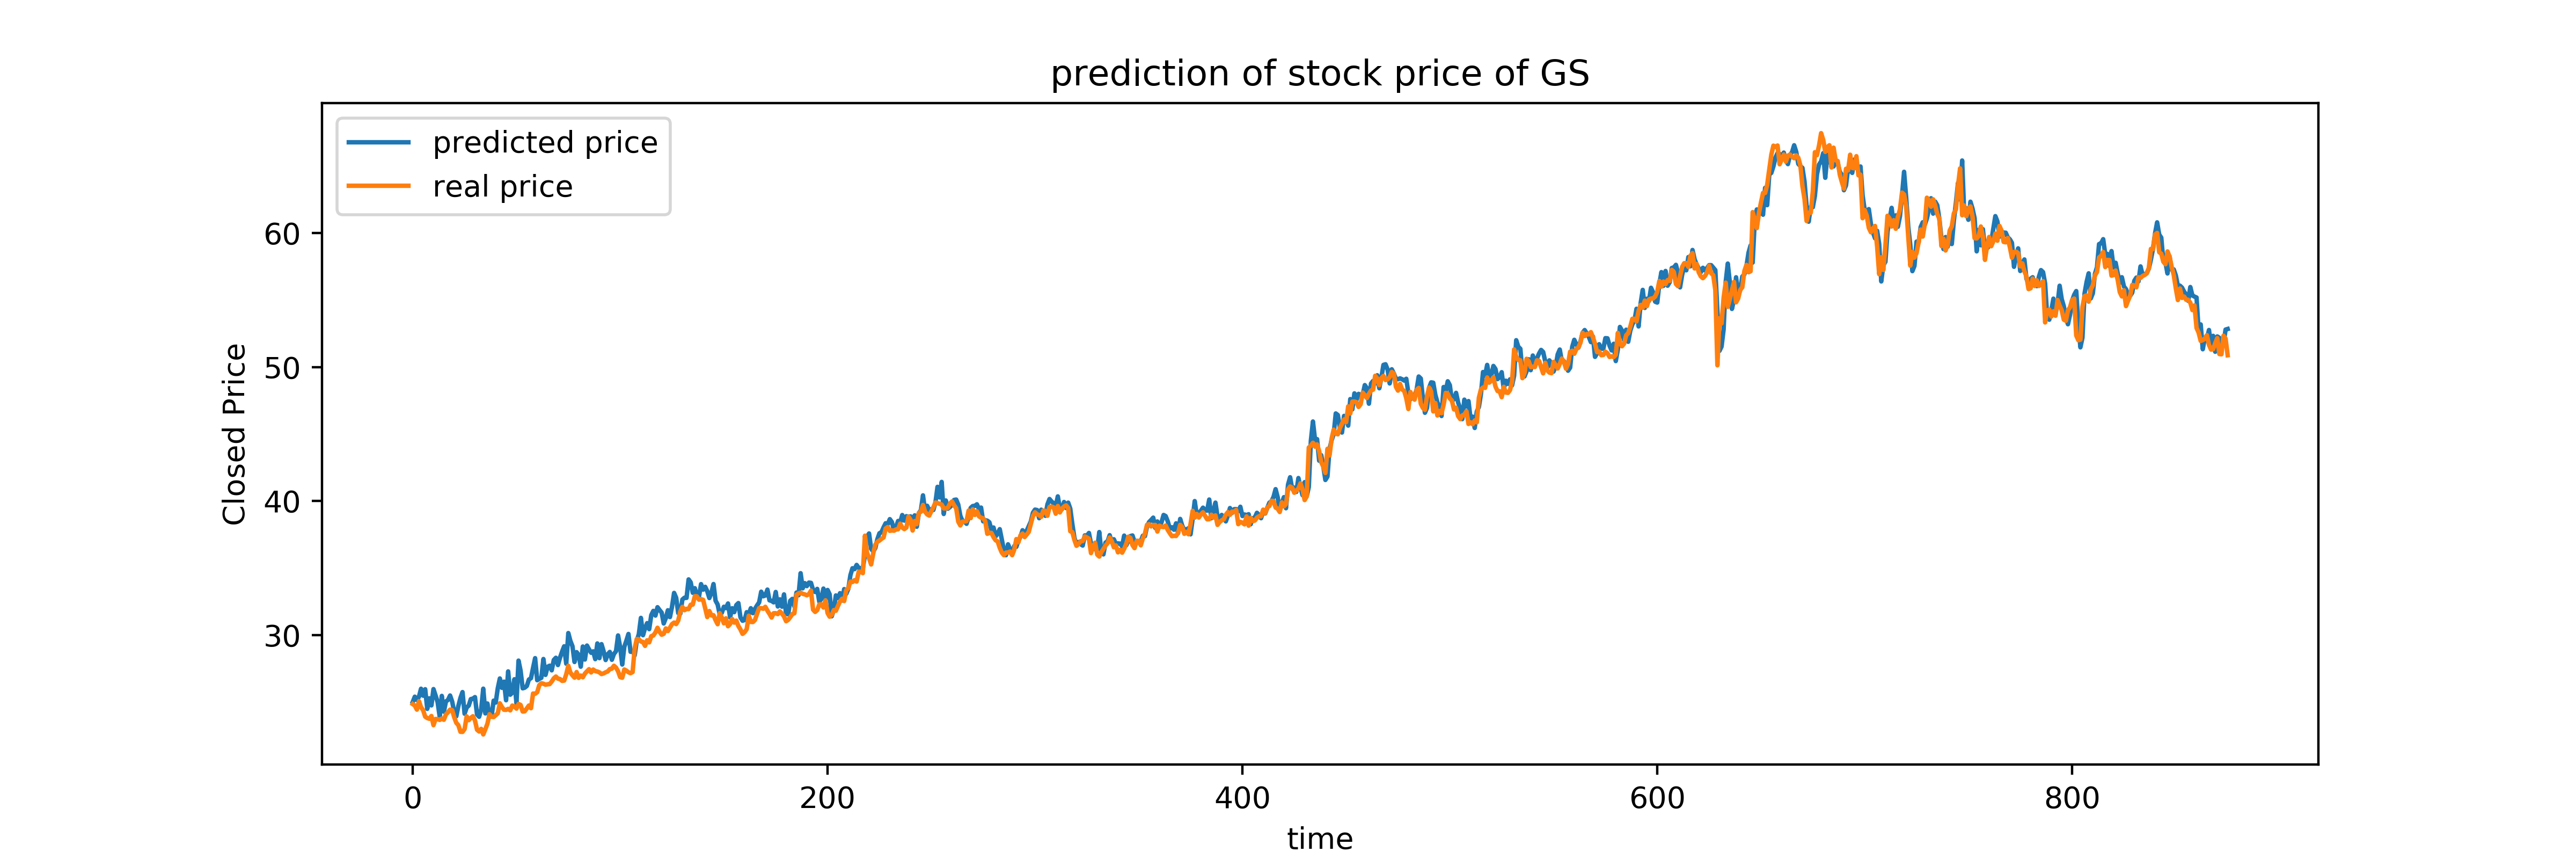 prediction of stock price of GS
predicted price
real price
Closed Price
60
50
40
30
0
200
400
600
800
time